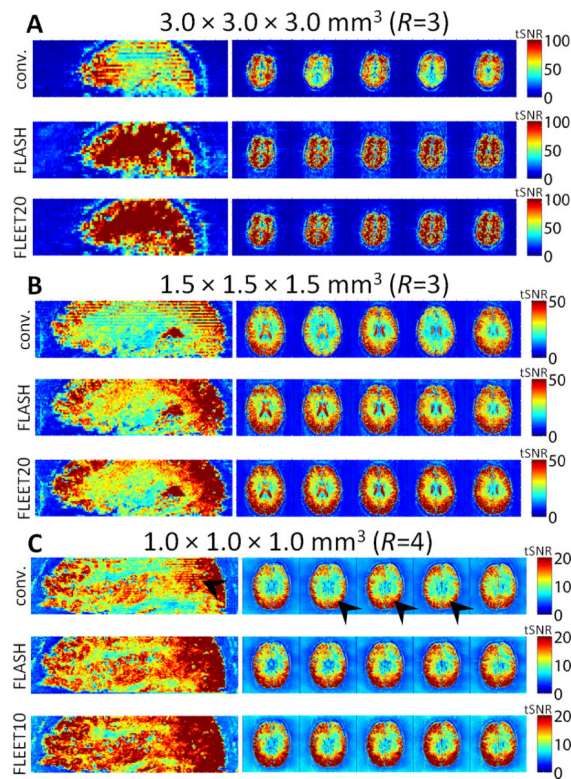 A 3.0 × 3.0 × 3.0 mm³ (R=3)
tSNR
conv.
100
50
0
tSNR
FLASH
100
50
0
tSNR
FLEET20
100
50
0
B 1.5 × 1.5 × 1.5 mm³ (R=3)
tSNR
conv.
50
0
tSNR
FLASH
50
0
tSNR
FLEET20
50
0
C 1.0 × 1.0 × 1.0 mm³ (R=4)
tSNR
conv.
20
10
0
tSNR
FLASH
20
10
0
tSNR
FLEET10
20
10
0